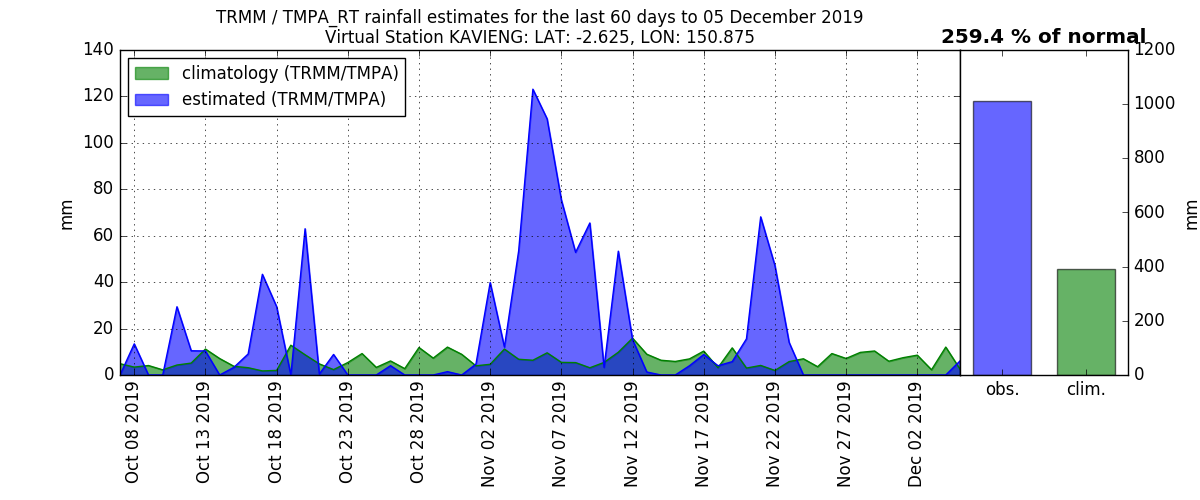 TRMM / TMPA_RT rainfall estimates for the last 60 days to 05 December 2019
Virtual Station KAVIENG: LAT: -2.625, LON: 150.875
259.4 % of normal
climatology (TRMM/TMPA)
estimated (TRMM/TMPA)
140
120
100
80
60
40
20
0
mm
Oct 08 2019
Oct 13 2019
Oct 18 2019
Oct 23 2019
Oct 28 2019
Nov 02 2019
Nov 07 2019
Nov 12 2019
Nov 17 2019
Nov 22 2019
Nov 27 2019
Dec 02 2019
obs.
clim.
1200
1000
800
600
400
200
0
mm